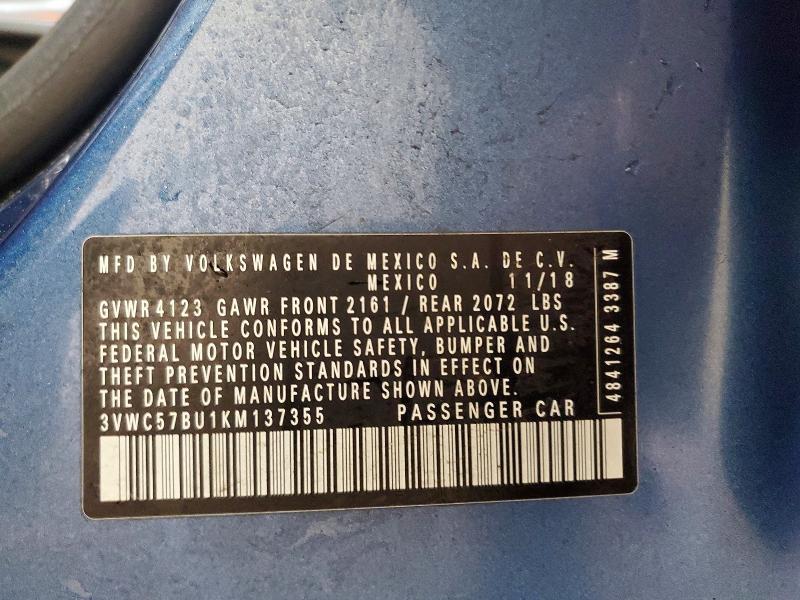 MFD BY VOLKSWAGEN DE MEXICO S.A. DE C.V.
MEXICO 11/18
GVWR 4123 GAWR FRONT 2161 / REAR 2072 LBS
THIS VEHICLE CONFORMS TO ALL APPLICABLE U.S.
FEDERAL MOTOR VEHICLE SAFETY, BUMPER AND
THEFT PREVENTION STANDARDS IN EFFECT ON
THE DATE OF MANUFACTURE SHOWN ABOVE.
3VWC57BU1KM137355 PASSENGER CAR
4841264 3387 M